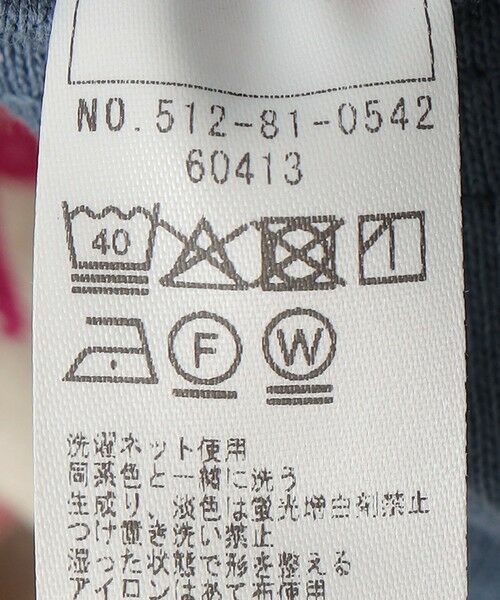 NO.512-81-0542
60413
40
F
W
洗濯ネット使用
同系色と一緒に洗う
生成り、淡色は蛍光増白剤禁止
つけ置き洗い禁止
湿った状態で形を整える
アイロンはあて布使用